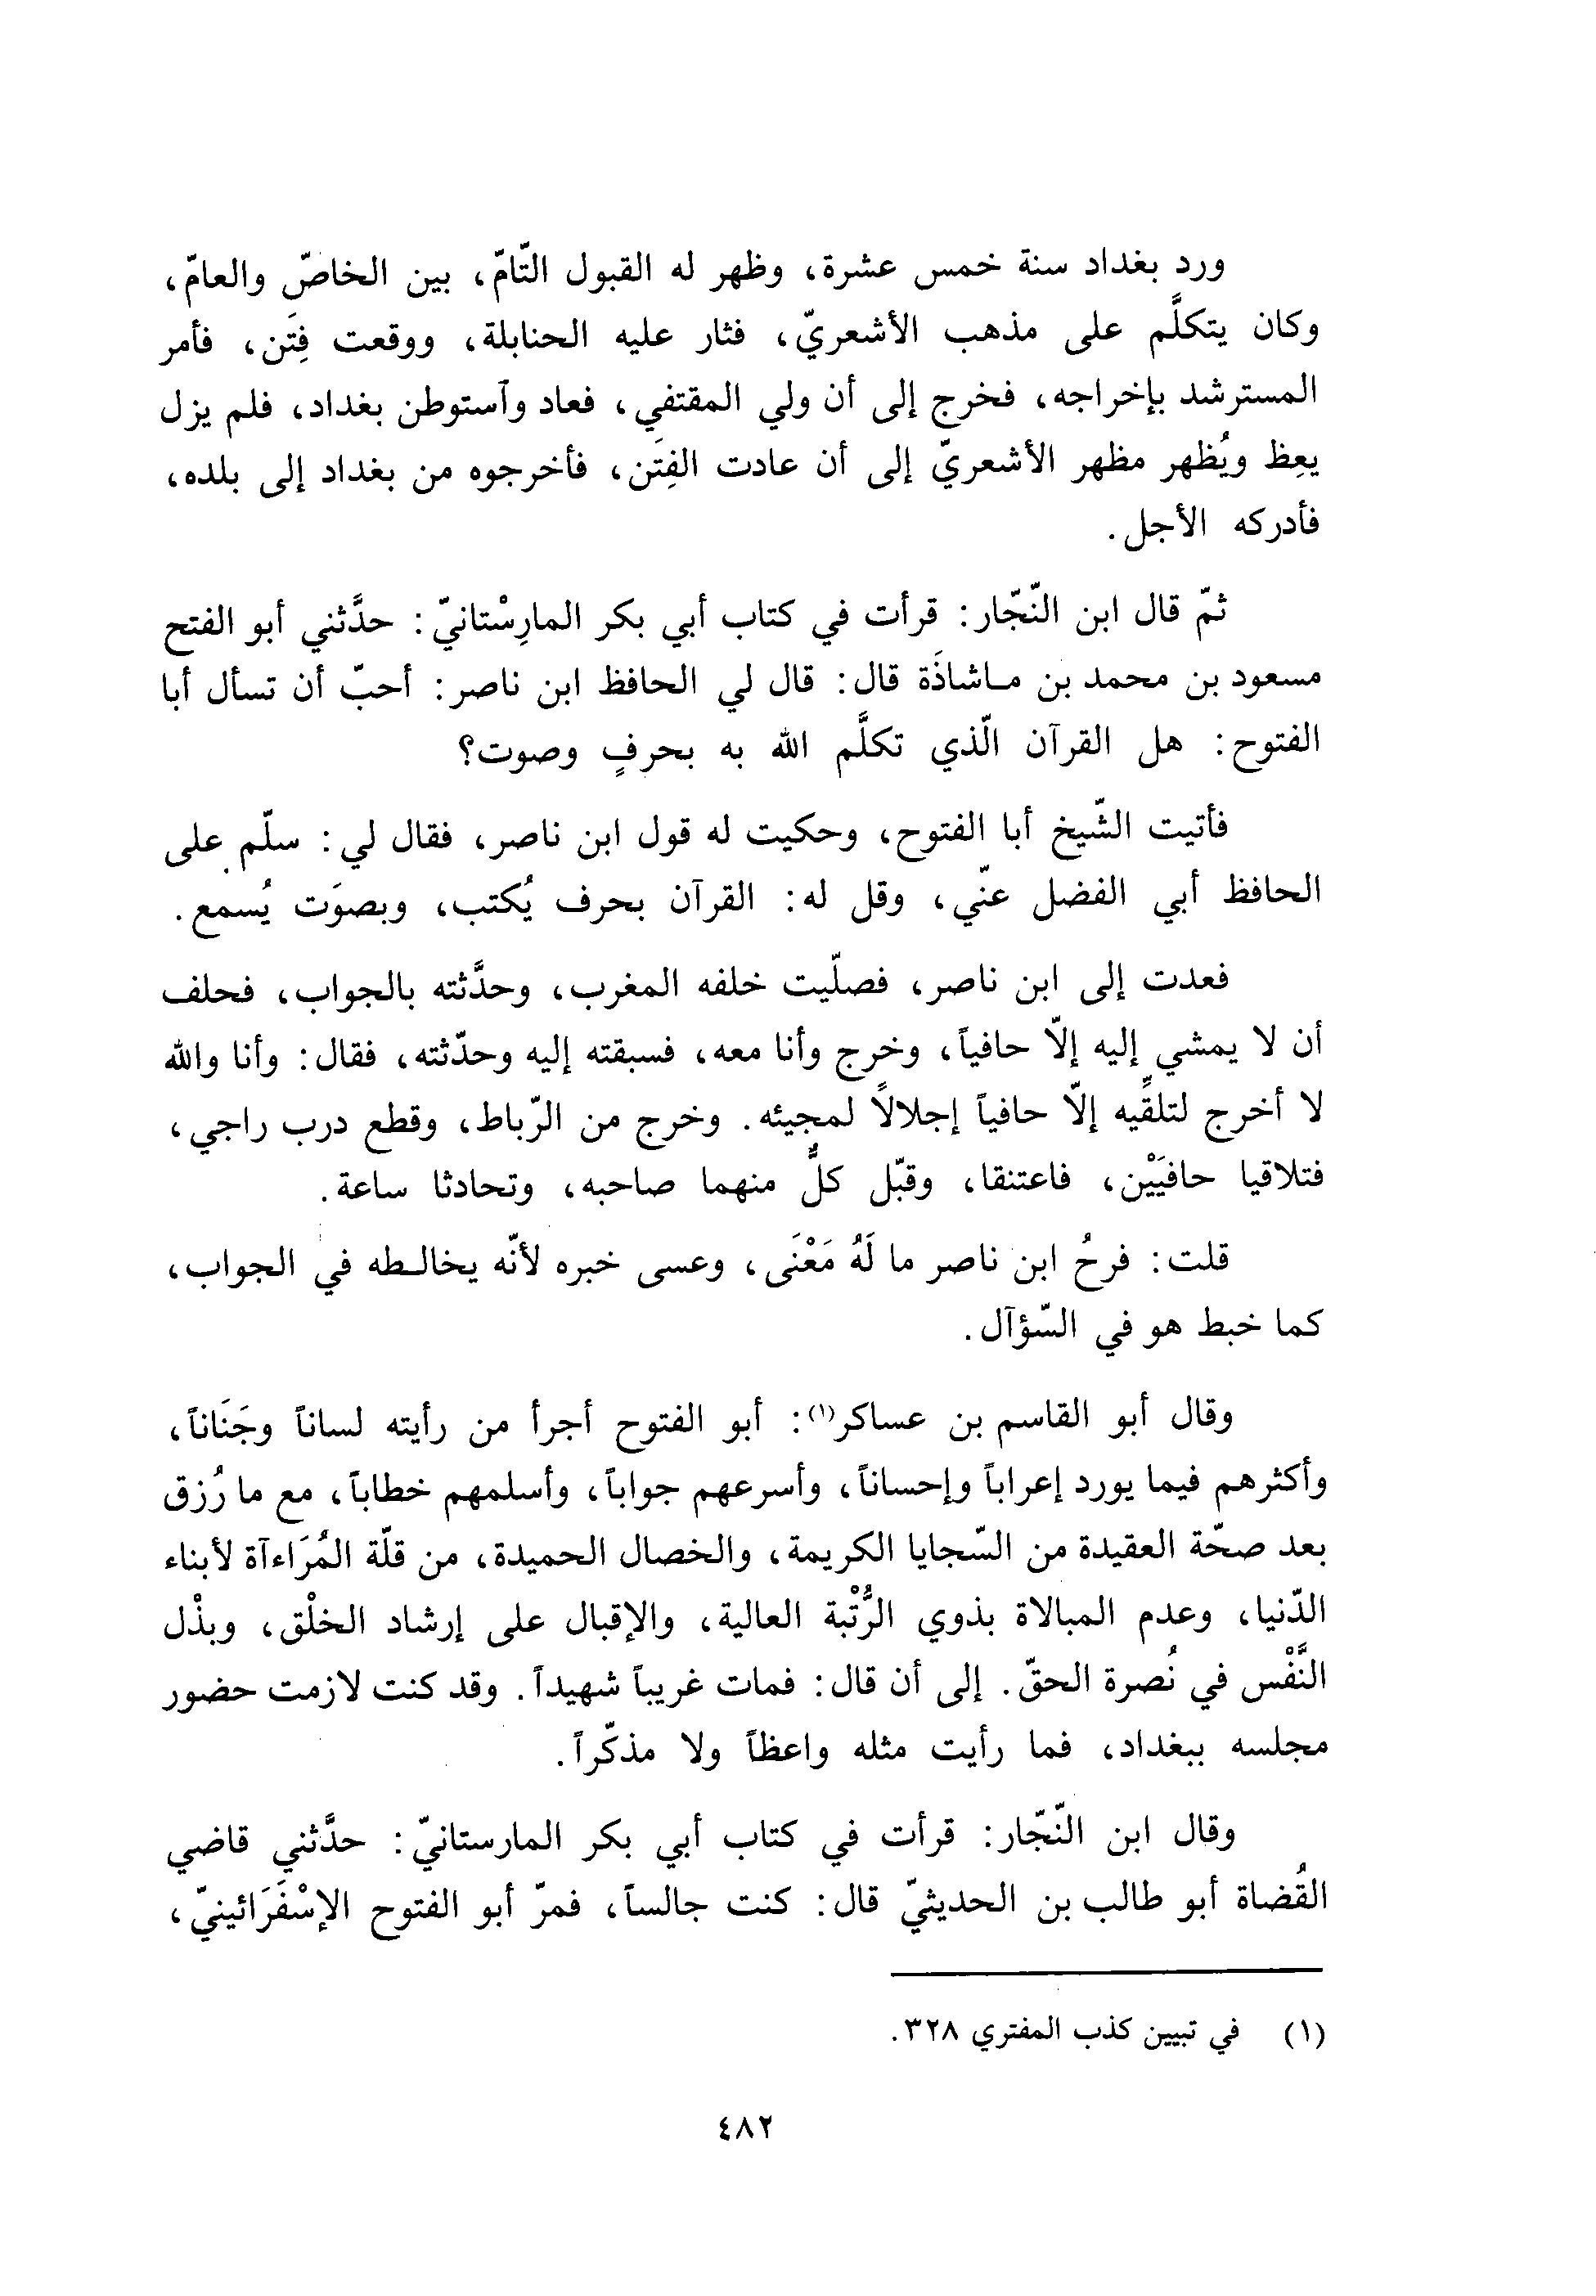 ورد بغداد سنة خمس عشرة، وظهر له القبول التّامّ، بين الخاصّ والعامّ،
وكان يتكلَّم على مذهب الأشعريّ، فثار عليه الحنابلة، ووقعت فِتَن، فأمر
المسترشد بإخراجه، فخرج إلى أن ولي المقتفي، فعاد وآستوطن بغداد، فلم يزل
يعِظ ويُظهر مظهر الأشعريّ إلى أن عادت الفِتَن، فأخرجوه من بغداد إلى بلده،
فأدركه الأجل.
ثمّ قال ابن النّجّار: قرأت في كتاب أبي بكر المارِسْتانيّ: حدَّثني أبو الفتح
مسعود بن محمد بن ماشاذَة قال: قال لي الحافظ ابن ناصر: أحبّ أن تسأل أبا
الفتوح: هل القرآن الّذي تكلَّم الله به بحرفٍ وصوت؟
فأتيت الشّيخ أبا الفتوح، وحكيت له قول ابن ناصر، فقال لي: سلّم على
الحافظ أبي الفضل عنّي، وقل له: القرآن بحرف يُكتب، وبصوَت يُسمع.
فعدت إلى ابن ناصر، فصلّيت خلفه المغرب، وحدَّثته بالجواب، فحلف
أن لا يمشي إليه إلّا حافياً، وخرج وأنا معه، فسبقته إليه وحدّثته، فقال: وأنا والله
لا أخرج لتلقِّيه إلّا حافياً إجلالاً لمجيئه. وخرج من الرّباط، وقطع درب راجي،
فتلاقيا حافيَيْن، فاعتنقا، وقبّل كلٌّ منهما صاحبه، وتحادثا ساعة.
قلت: فرحُ ابن ناصر ما لَهُ مَعْنَى، وعسى خبره لأنّه يخالطه في الجواب،
كما خبط هو في السّؤآل.
وقال أبو القاسم بن عساكر(١): أبو الفتوح أجرأ من رأيته لساناً وجَنَاناً،
وأكثرهم فيما يورد إعراباً وإحساناً، وأسرعهم جواباً، وأسلمهم خطاباً، مع ما رُزق
بعد صحّة العقيدة من السّجايا الكريمة، والخصال الحميدة، من قلّة المُرَاءآة لأبناء
الدّنيا، وعدم المبالاة بذوي الرُّتْبة العالية، والإقبال على إرشاد الخلْق، وبذْل
النَّفْس في نُصرة الحقّ. إلى أن قال: فمات غريباً شهيداً. وقد كنت لازمت حضور
مجلسه ببغداد، فما رأيت مثله واعظاً ولا مذكّراً.
وقال ابن النّجّار: قرأت في كتاب أبي بكر المارستانيّ: حدَّثني قاضي
القُضاة أبو طالب بن الحديثيّ قال: كنت جالساً، فمرّ أبو الفتوح الإسْفَرَائينيّ،
(١) في تبيين كذب المفتري ٣٢٨.
٤٨٢